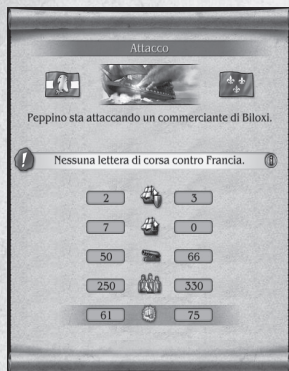 Attacco
Peppino sta attaccando un commerciante di Biloxi.
Nessuna lettera di corsa contro Francia.
2 3
7 0
50 66
250 330
61 75